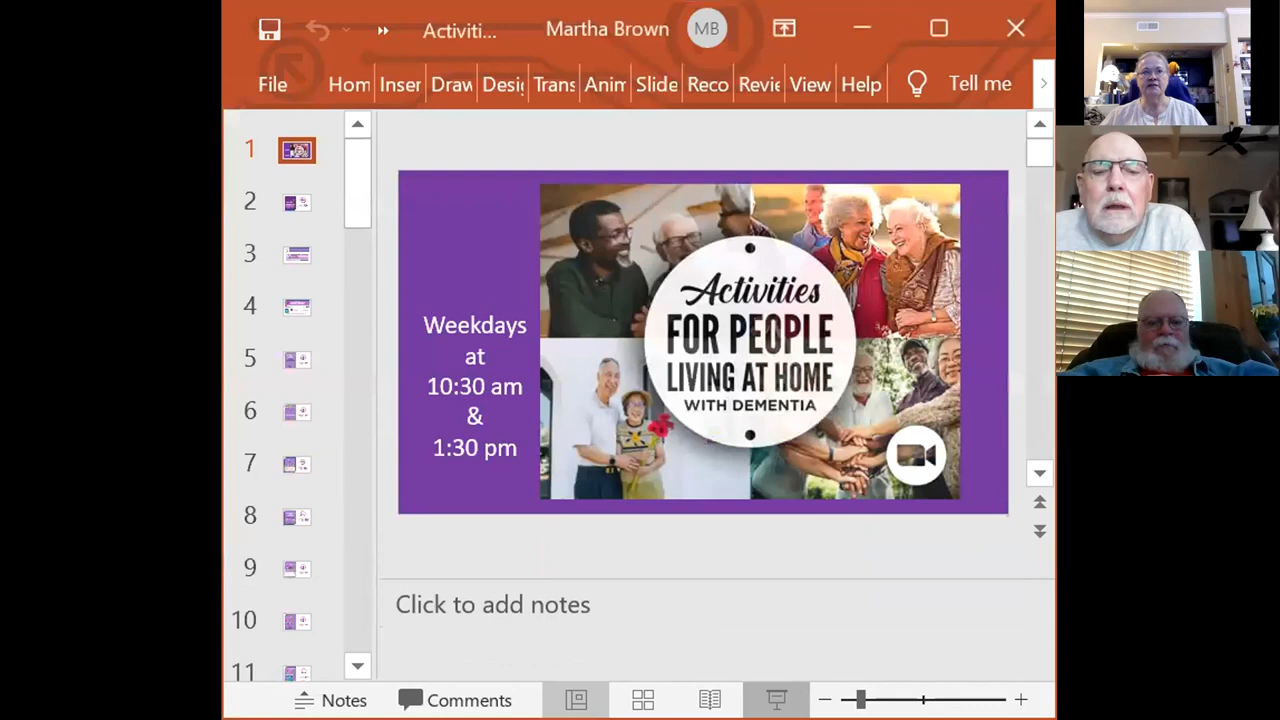 Activiti...
Martha Brown
MB
File
Hom
Inser
Draw
Desig
Trans
Anim
Slide
Reco
Revie
View
Help
Tell me
1
2
3
4
5
6
7
8
9
10
11
Weekdays
at
10:30 am
&
1:30 pm
Activities
FOR PEOPLE
LIVING AT HOME
WITH DEMENTIA
Click to add notes
Notes
Comments